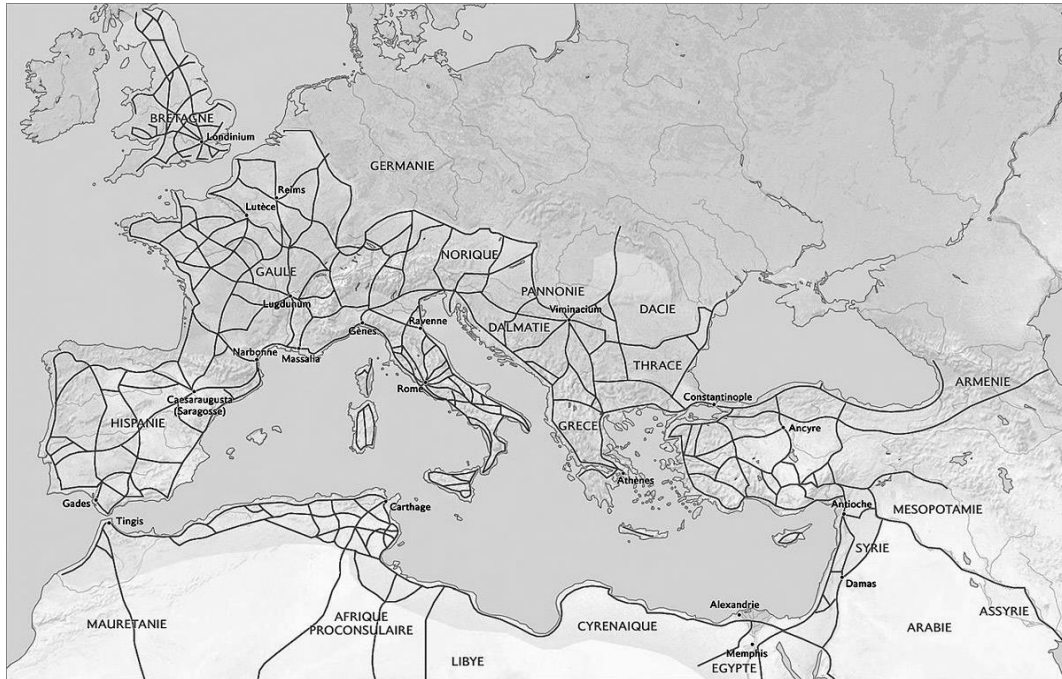 BRETAGNE
Londinium
GERMANIE
Reims
Lutèce
NORIQUE
GAULE
PANNONIE
Lugdunum
DACIE
Viminacium
Ravenne
DALMATIE
Gênes
Narbonne
Massalia
THRACE
ARMENIE
Rome
Constantinople
Caesaraugusta
(Saragosse)
HISPANIE
GRECE
Ancyre
Athènes
Gades
Carthage
Antioche
MESOPOTAMIE
Tingis
SYRIE
Damas
Alexandrie
ASSYRIE
MAURETANIE
AFRIQUE
PROCONSULAIRE
CYRENAIQUE
ARABIE
Memphis
LIBYE
EGYPTE